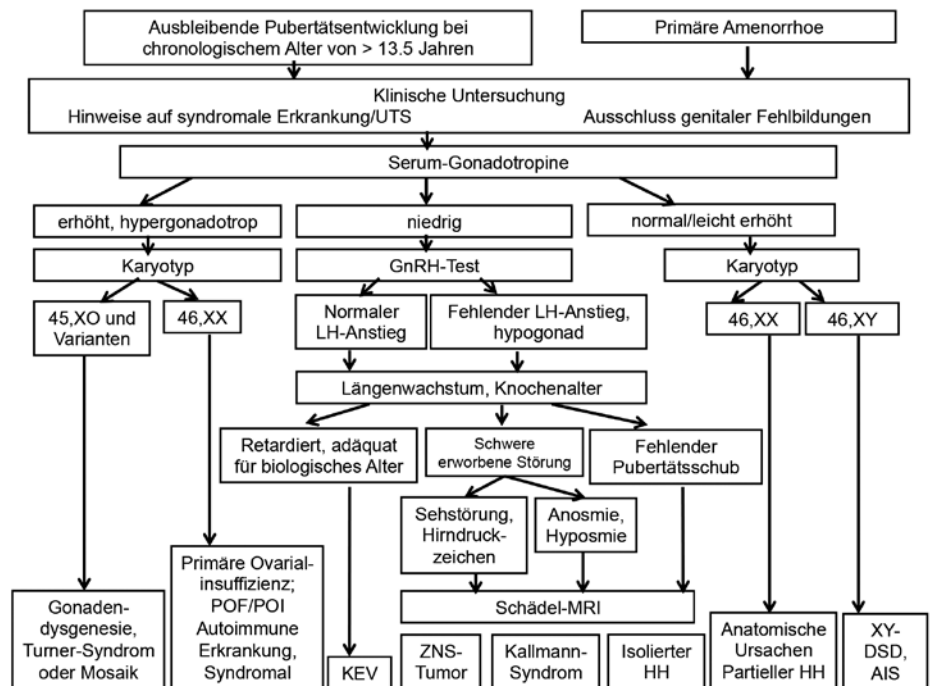 Ausbleibende Pubertätsentwicklung bei
chronologischem Alter von > 13.5 Jahren
Primäre Amenorrhoe
Klinische Untersuchung
Hinweise auf syndromale Erkrankung/UTS
Ausschluss genitaler Fehlbildungen
Serum-Gonadotropine
erhöht, hypergonadotrop
niedrig
normal/leicht erhöht
Karyotyp
GnRH-Test
Karyotyp
45,XO und
Varianten
46,XX
Normaler
LH-Anstieg
Fehlender LH-Anstieg,
hypogonad
46,XX
46,XY
Längenwachstum, Knochenalter
Retardiert, adäquat
für biologisches Alter
Schwere
erworbene Störung
Fehlender
Pubertätsschub
Sehstörung,
Hirndruck-
zeichen
Anosmie,
Hyposmie
Schädel-MRI
Gonaden-
dysgenesie,
Turner-Syndrom
oder Mosaik
Primäre Ovarial-
insuffizienz;
POF/POI
Autoimmune
Erkrankung,
Syndromal
KEV
ZNS-
Tumor
Kallmann-
Syndrom
Isolierter
HH
Anatomische
Ursachen
Partieller HH
XY-
DSD,
AIS